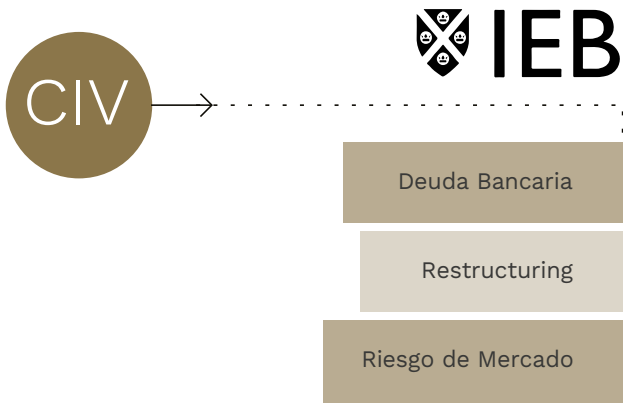 IEB
CIV
Deuda Bancaria
Restructuring
Riesgo de Mercado